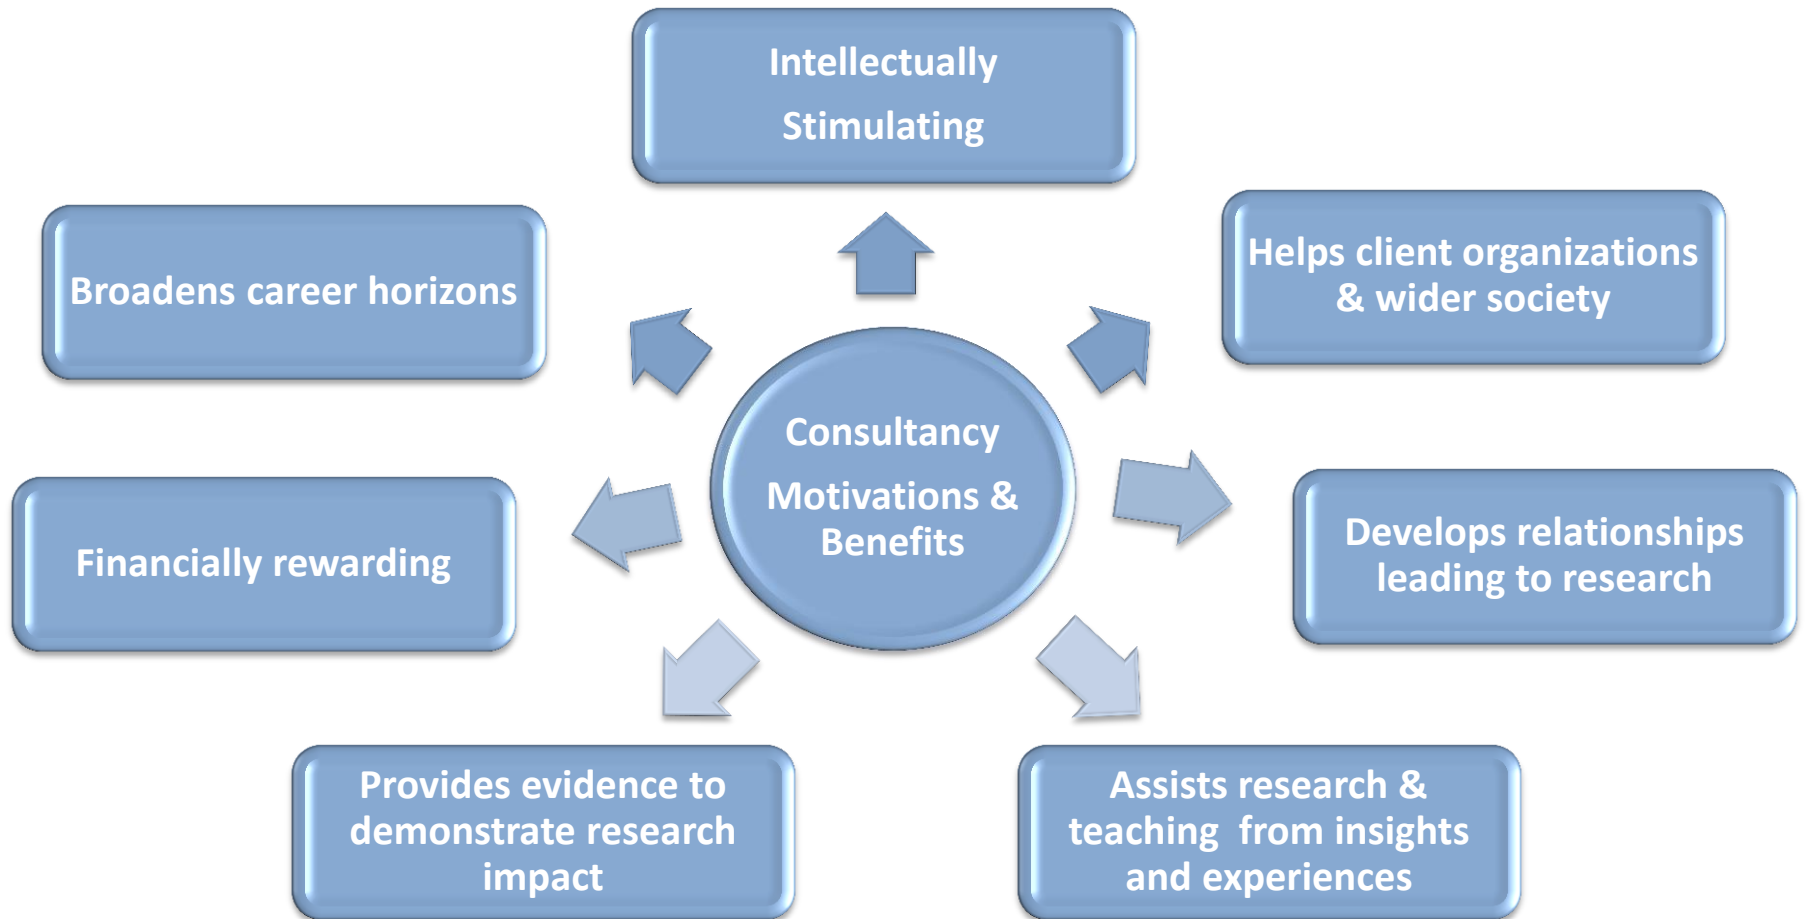 Intellectually
Stimulating
Helps client organizations
& wider society
Broadens career horizons
Consultancy
Motivations &
Benefits
Develops relationships
leading to research
Financially rewarding
Provides evidence to
demonstrate research
impact
Assists research &
teaching  from insights
and experiences